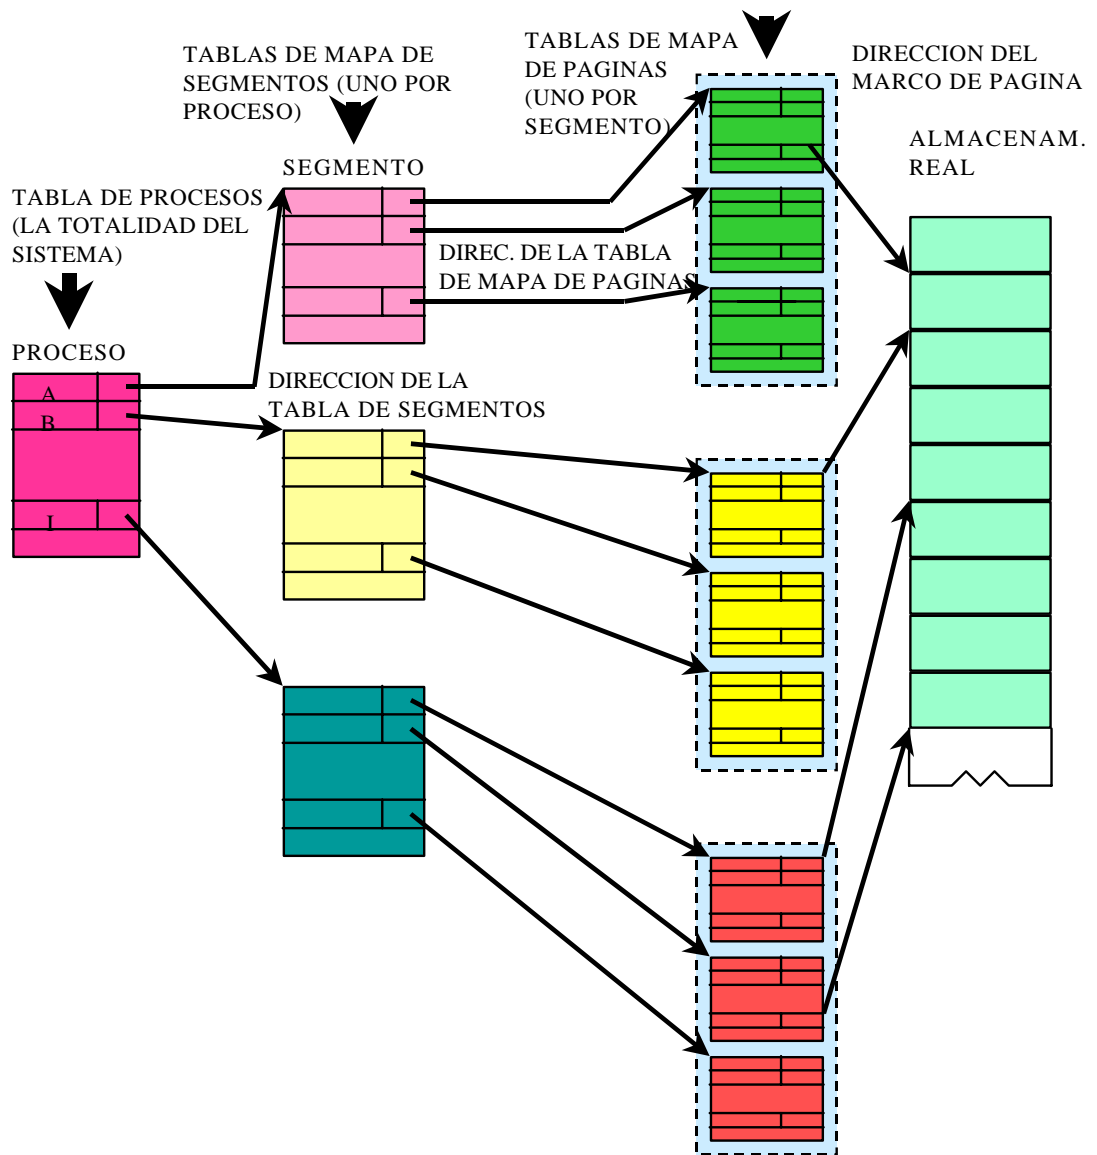 TABLAS DE MAPA DE
SEGMENTOS (UNO POR
PROCESO)
TABLAS DE MAPA
DE PAGINAS
(UNO POR
SEGMENTO)
DIRECCION DEL
MARCO DE PAGINA
ALMACENAM.
REAL
SEGMENTO
TABLA DE PROCESOS
(LA TOTALIDAD DEL
SISTEMA)
DIREC. DE LA TABLA
DE MAPA DE PAGINAS
PROCESO
A
B
I
DIRECCION DE LA
TABLA DE SEGMENTOS